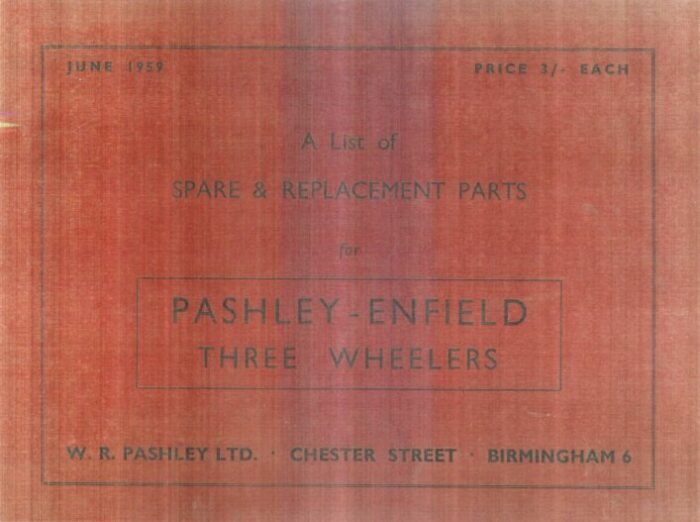 JUNE 1959
PRICE 3/- EACH
A List of
SPARE & REPLACEMENT PARTS
for
PASHLEY-ENFIELD
THREE WHEELERS
W. R. PASHLEY LTD. · CHESTER STREET · BIRMINGHAM 6